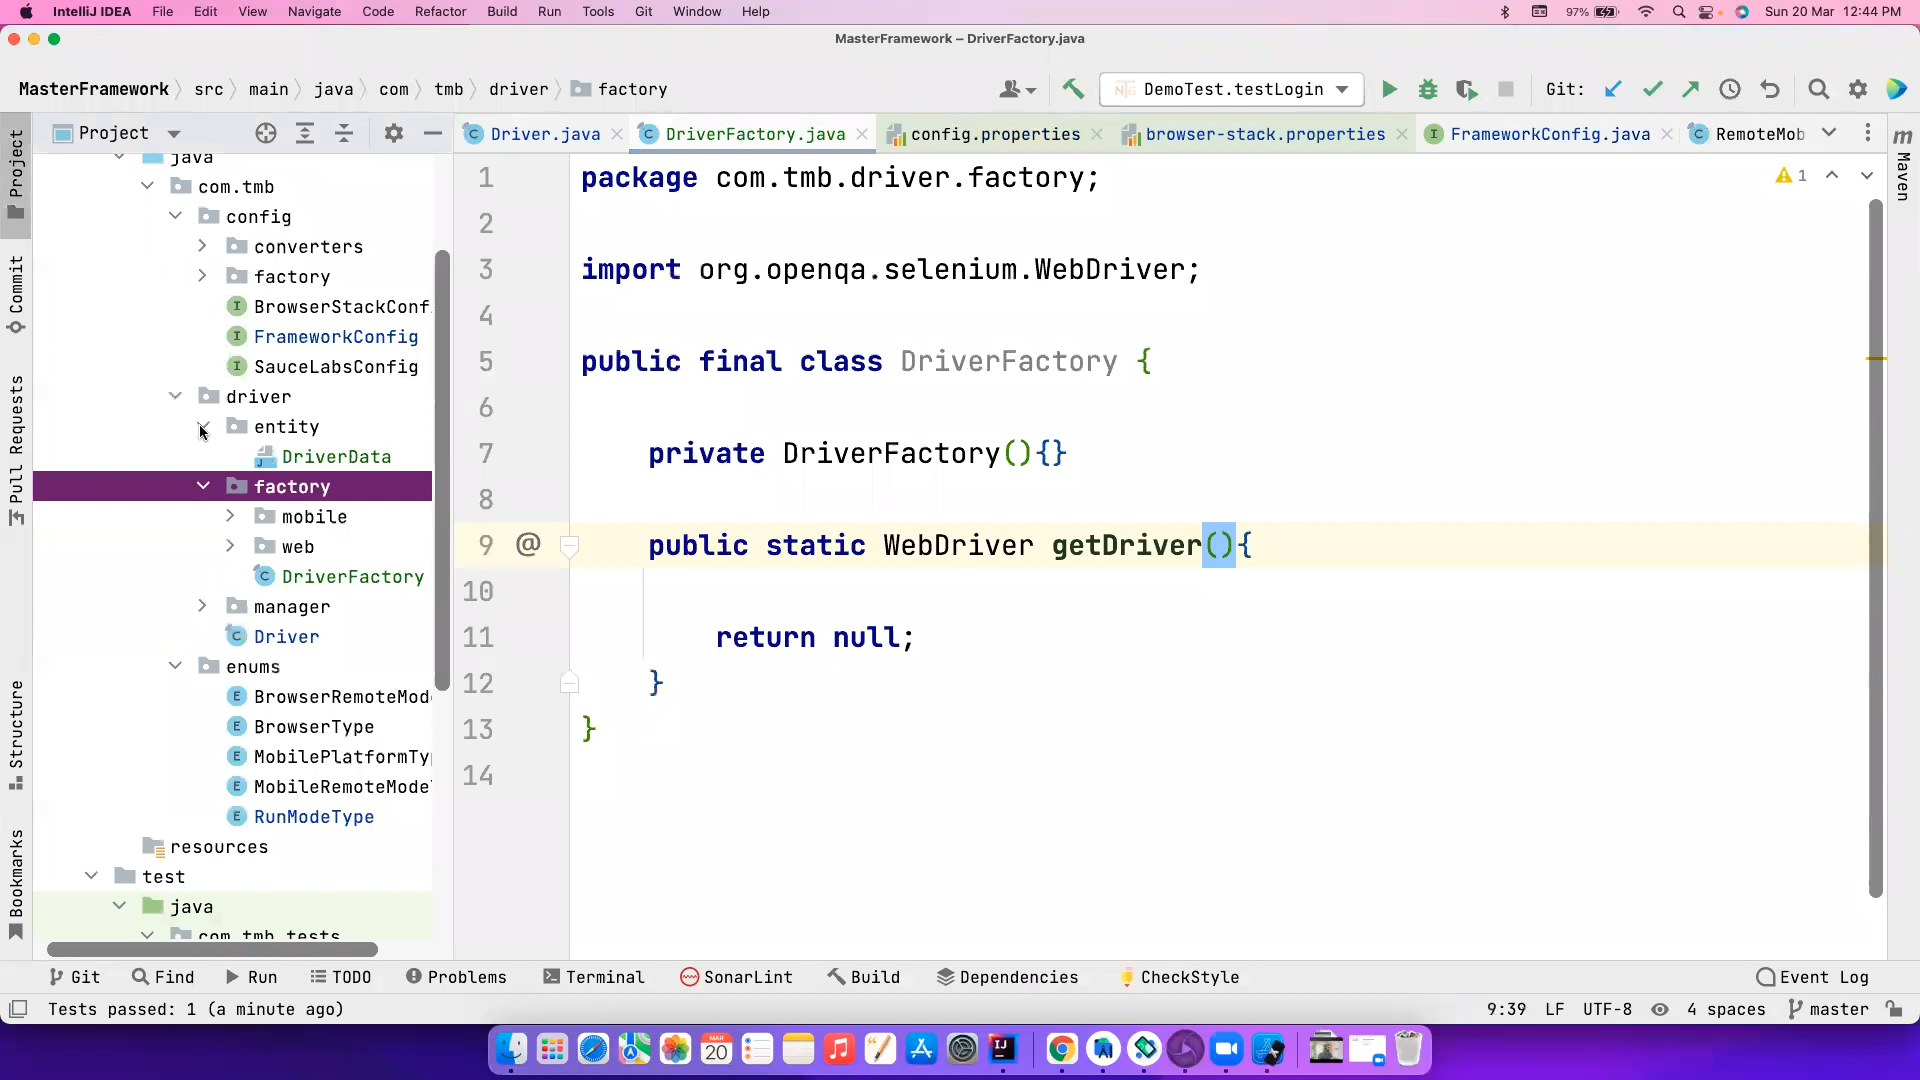 IntelliJ IDEA File Edit View Navigate Code Refactor Build Run Tools Git Window Help 97% Sun 20 Mar 12:44 PM
MasterFramework – DriverFactory.java
MasterFramework src main java com tmb driver factory DemoTest.testLogin Git:
Project Driver.java DriverFactory.java config.properties browser-stack.properties FrameworkConfig.java RemoteMob
Project
Commit
Pull Requests
Structure
Bookmarks
java
com.tmb
config
converters
factory
BrowserStackConf
FrameworkConfig
SauceLabsConfig
driver
entity
DriverData
factory
mobile
web
DriverFactory
manager
Driver
enums
BrowserRemoteMod
BrowserType
MobilePlatformTy
MobileRemoteMode
RunModeType
resources
test
java
com.tmb.tests
1 package com.tmb.driver.factory;
2
3 import org.openqa.selenium.WebDriver;
4
5 public final class DriverFactory {
6
7 private DriverFactory(){}
8
9 @ public static WebDriver getDriver(){
10
11 return null;
12 }
13 }
14
1
Maven
Git Find Run TODO Problems Terminal SonarLint Build Dependencies CheckStyle Event Log
Tests passed: 1 (a minute ago) 9:39 LF UTF-8 4 spaces master
MAR
20
IJ